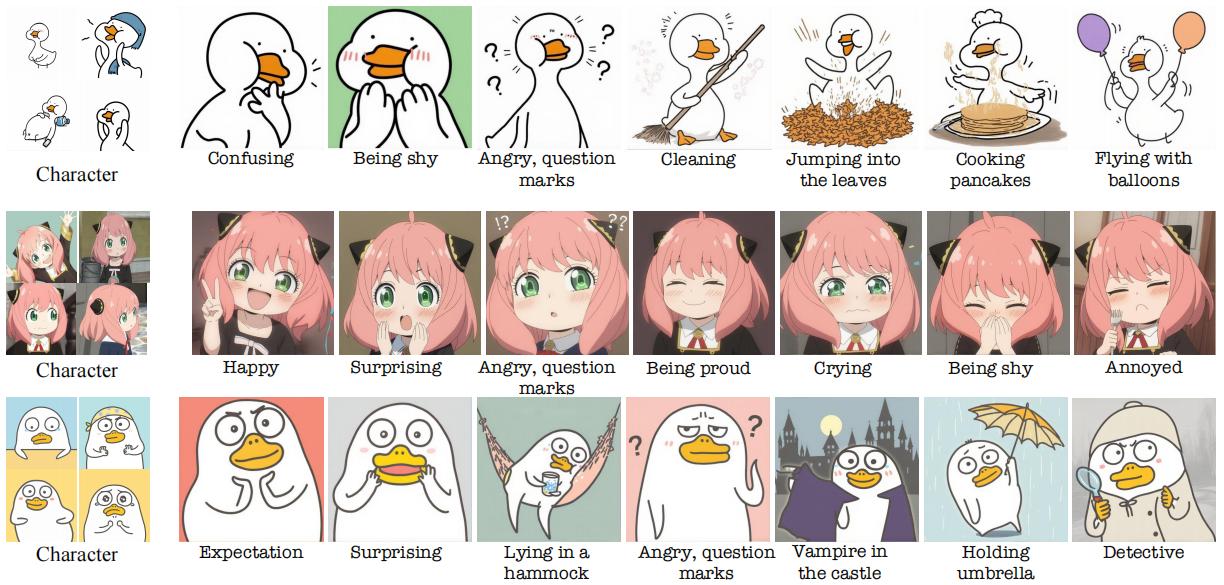 Character
Confusing
Being shy
Angry, question
marks
Cleaning
Jumping into
the leaves
Cooking
pancakes
Flying with
balloons
Character
Happy
Surprising
!? ??
Angry, question
marks
Being proud
Crying
Being shy
Annoyed
Character
Expectation
Surprising
Lying in a
hammock
Angry, question
marks
Vampire in
the castle
Holding
umbrella
Detective